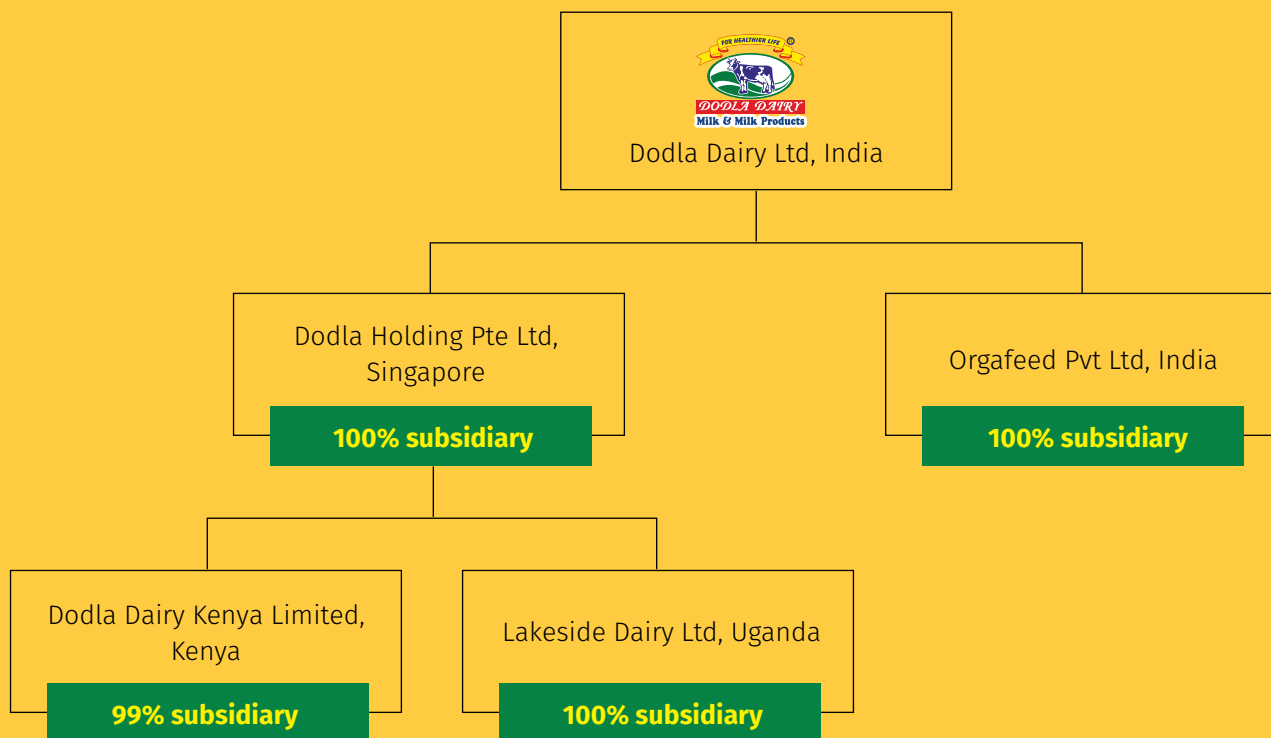 FOR HEALTHIER LIFE ®
DODLA DAIRY
Milk & Milk Products
Dodla Dairy Ltd, India
Dodla Holding Pte Ltd,
Singapore
100% subsidiary
Orgafeed Pvt Ltd, India
100% subsidiary
Dodla Dairy Kenya Limited,
Kenya
99% subsidiary
Lakeside Dairy Ltd, Uganda
100% subsidiary